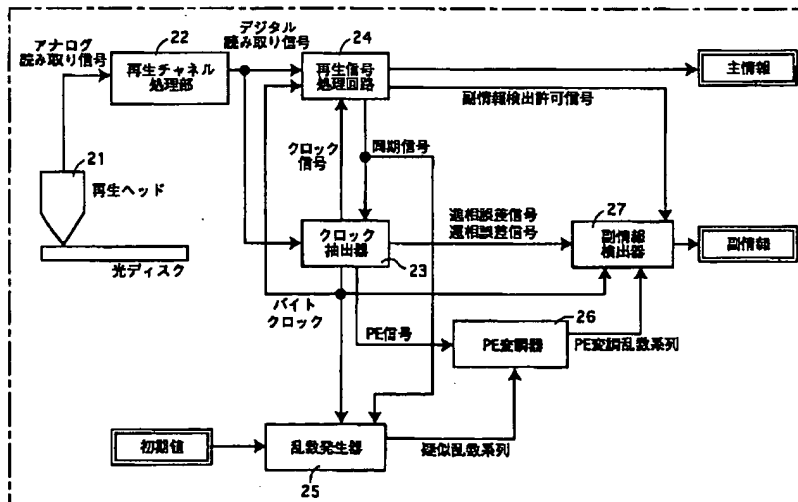 アナログ
読み取り信号
22
再生チャネル
処理部
デジタル
読み取り信号
24
再生信号
処理回路
主情報
副情報検出許可信号
クロック
信号
同期信号
21
再生ヘッド
光ディスク
クロック
抽出器
23
進相誤差信号
遅相誤差信号
27
副情報
検出器
副情報
バイト
クロック
PE信号
26
PE変調器
PE変調乱数系列
初期値
乱数発生器
25
疑似乱数系列